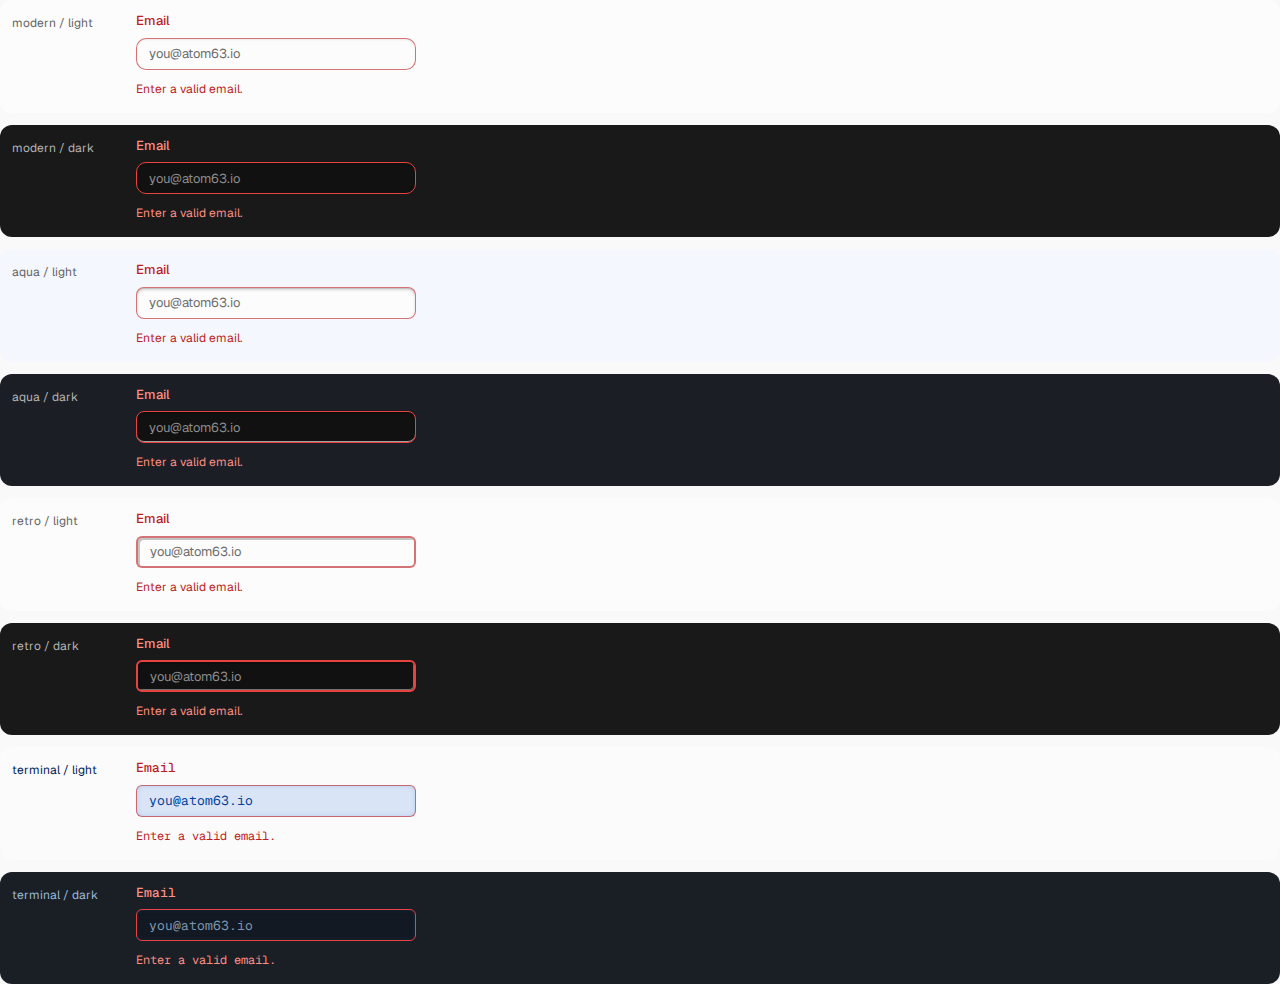 modern / light
Email
you@atom63.io
Enter a valid email.
modern / dark
Email
you@atom63.io
Enter a valid email.
aqua / light
Email
you@atom63.io
Enter a valid email.
aqua / dark
Email
you@atom63.io
Enter a valid email.
retro / light
Email
you@atom63.io
Enter a valid email.
retro / dark
Email
you@atom63.io
Enter a valid email.
terminal / light
Email
you@atom63.io
Enter a valid email.
terminal / dark
Email
you@atom63.io
Enter a valid email.